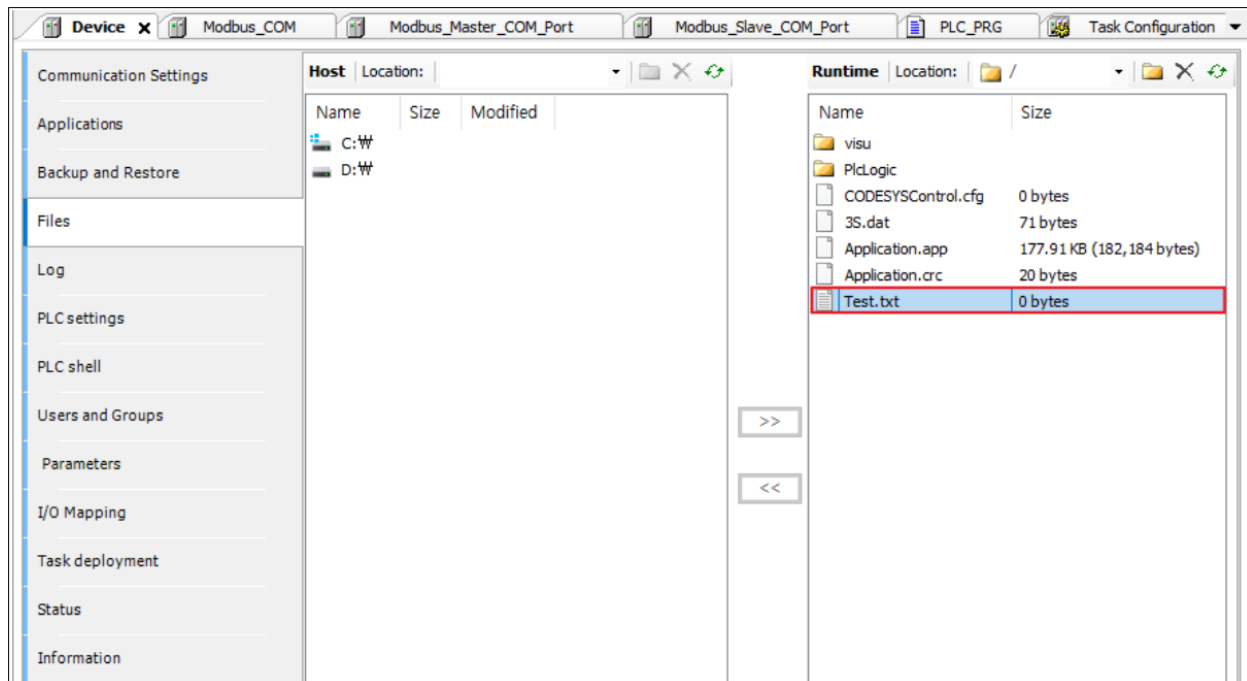 Device Modbus_COM Modbus_Master_COM_Port Modbus_Slave_COM_Port PLC_PRG Task Configuration
Communication Settings
Applications
Backup and Restore
Files
Log
PLC settings
PLC shell
Users and Groups
Parameters
I/O Mapping
Task deployment
Status
Information
Host Location:
Name Size Modified
C:₩
D:₩
>>
<<
Runtime Location: /
Name Size
visu
PlcLogic
CODESYSControl.cfg 0 bytes
3S.dat 71 bytes
Application.app 177.91 KB (182,184 bytes)
Application.crc 20 bytes
Test.txt 0 bytes